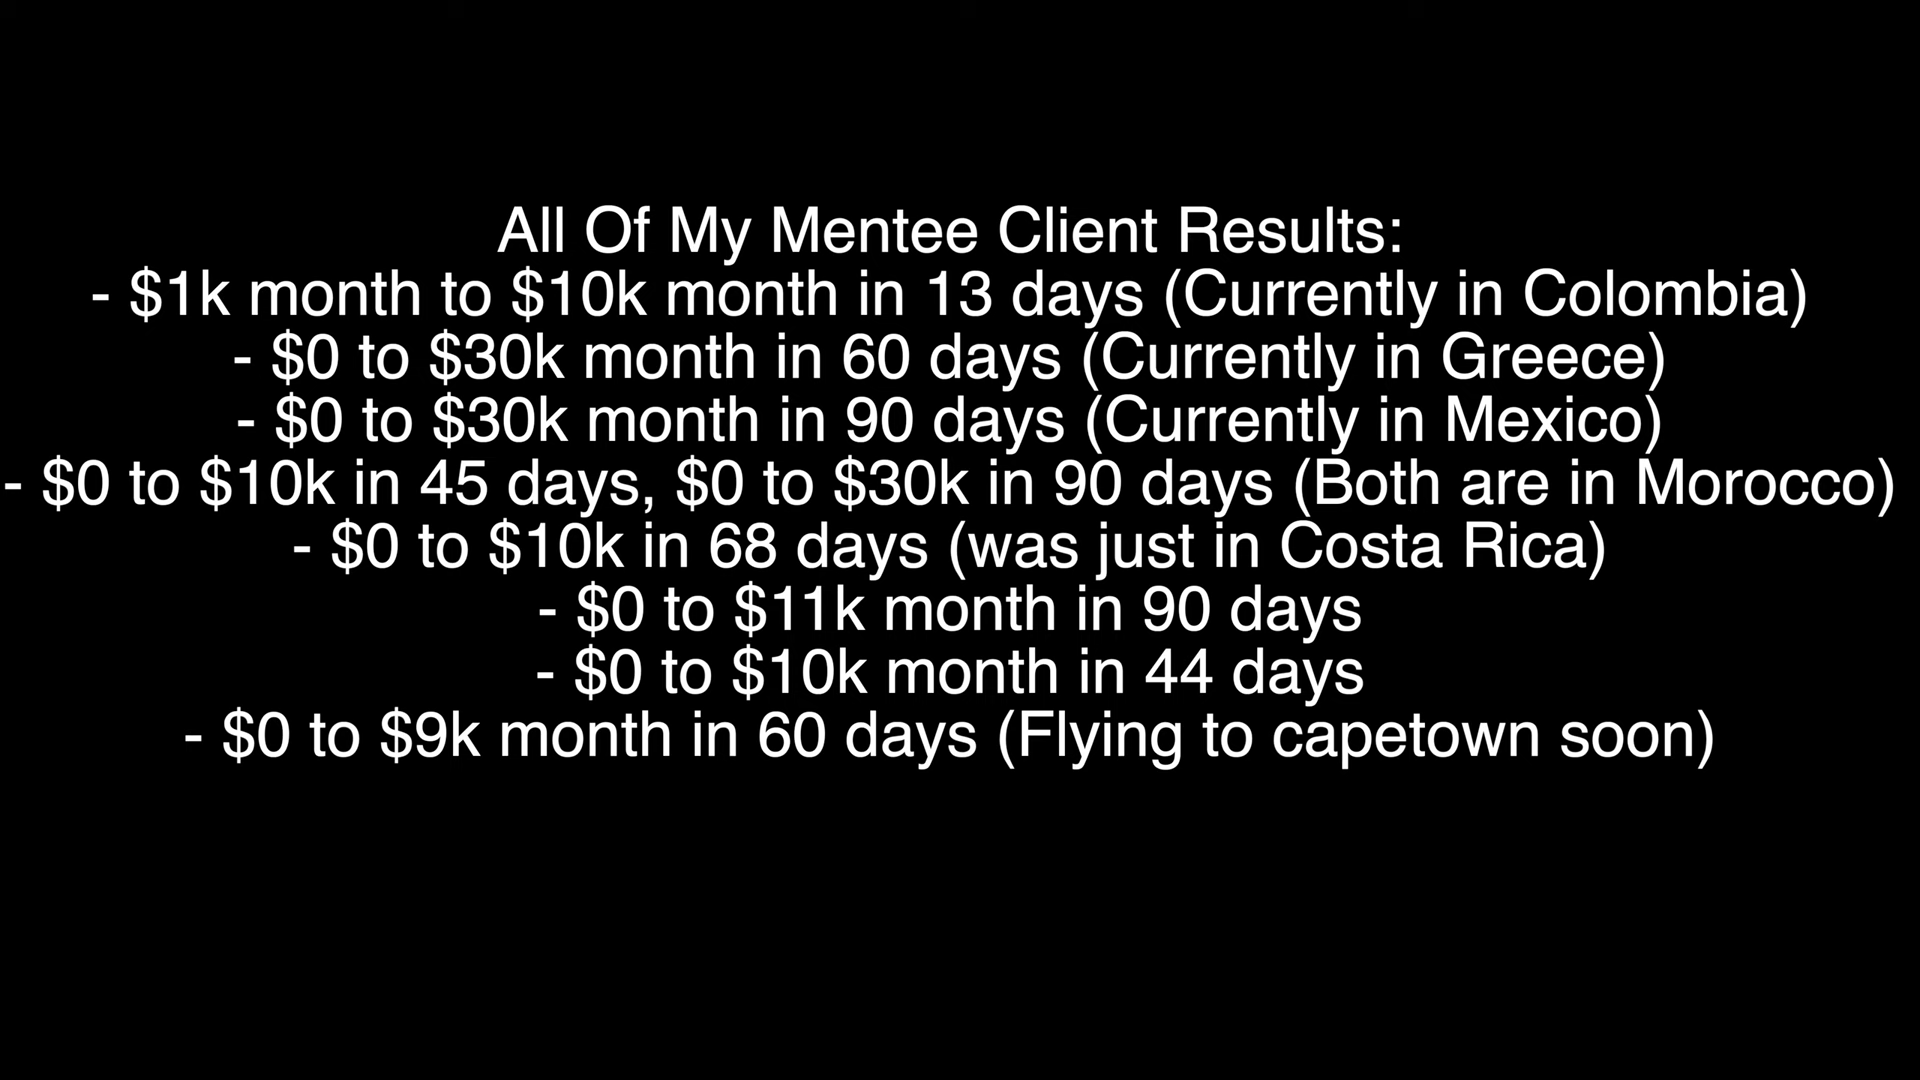 All Of My Mentee Client Results:
- $1k month to $10k month in 13 days (Currently in Colombia)
- $0 to $30k month in 60 days (Currently in Greece)
- $0 to $30k month in 90 days (Currently in Mexico)
- $0 to $10k in 45 days, $0 to $30k in 90 days (Both are in Morocco)
- $0 to $10k in 68 days (was just in Costa Rica)
- $0 to $11k month in 90 days
- $0 to $10k month in 44 days
- $0 to $9k month in 60 days (Flying to capetown soon)